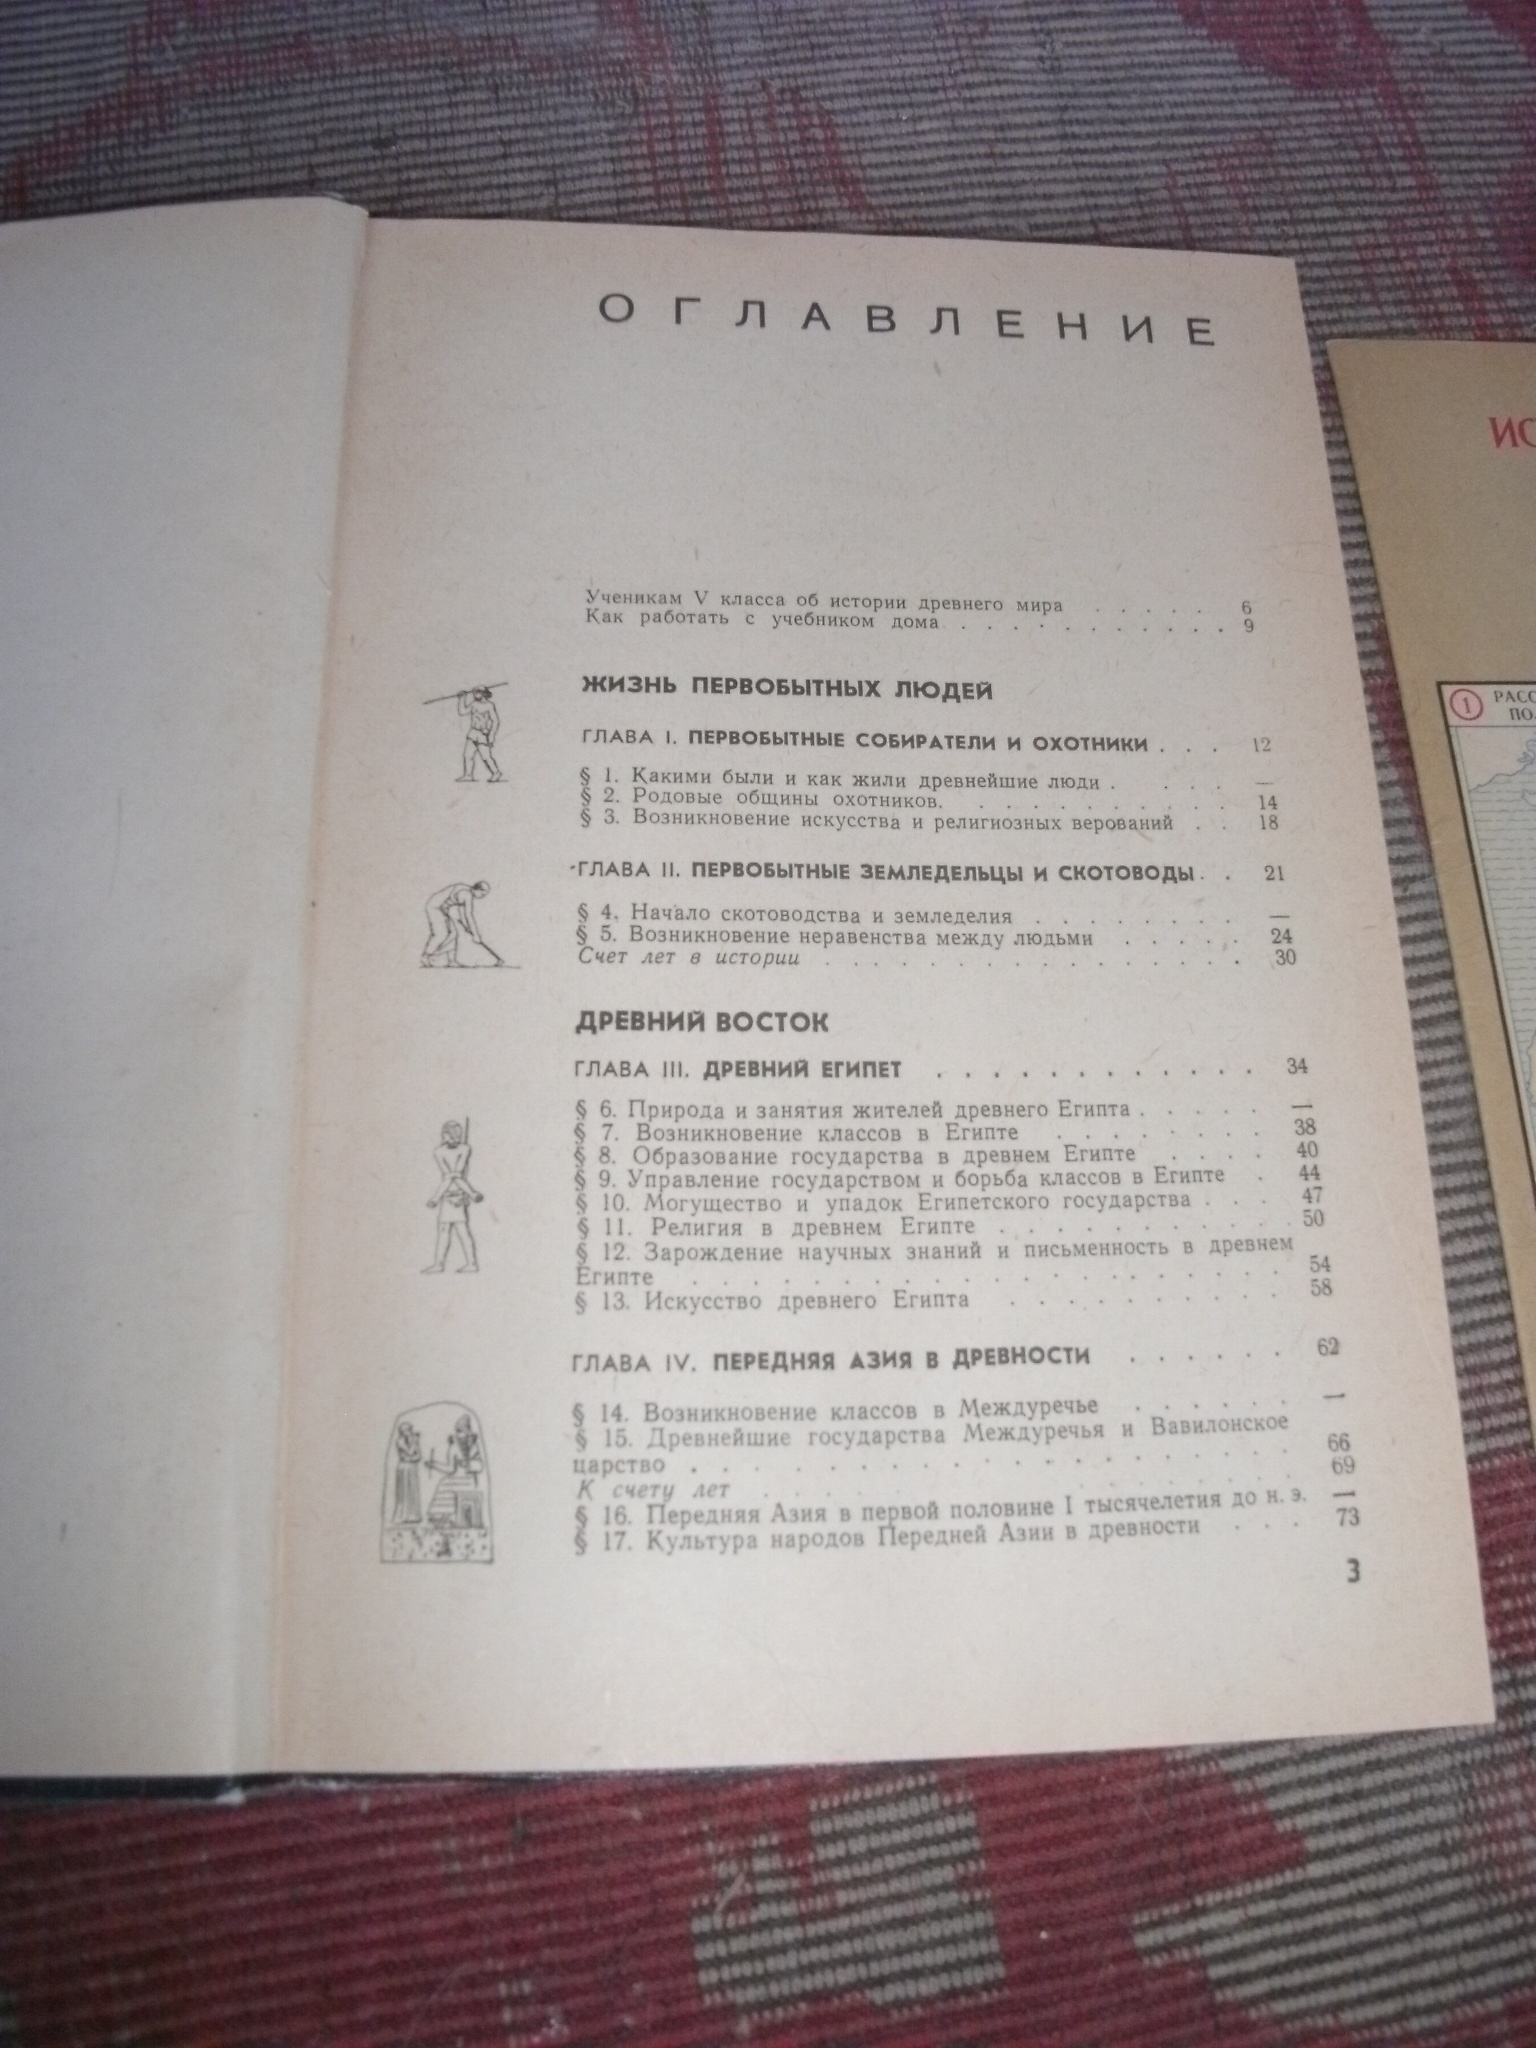 ОГЛАВЛЕНИЕ
Ученикам V класса об истории древнего мира . . . . . 6
Как работать с учебником дома . . . . . . . . . . . 9
ЖИЗНЬ ПЕРВОБЫТНЫХ ЛЮДЕЙ
ГЛАВА I. ПЕРВОБЫТНЫЕ СОБИРАТЕЛИ И ОХОТНИКИ . . . 12
§ 1. Какими были и как жили древнейшие люди . . . . —
§ 2. Родовые общины охотников. . . . . . . . . . . 14
§ 3. Возникновение искусства и религиозных верований . . 18
ГЛАВА II. ПЕРВОБЫТНЫЕ ЗЕМЛЕДЕЛЬЦЫ И СКОТОВОДЫ . . 21
§ 4. Начало скотоводства и земледелия . . . . . . . . —
§ 5. Возникновение неравенства между людьми . . . . . 24
Счет лет в истории . . . . . . . . . . . . . . . . 30
ДРЕВНИЙ ВОСТОК
ГЛАВА III. ДРЕВНИЙ ЕГИПЕТ . . . . . . . . . . . . 34
§ 6. Природа и занятия жителей древнего Египта . . . . . —
§ 7. Возникновение классов в Египте . . . . . . . . 38
§ 8. Образование государства в древнем Египте . . . . 40
§ 9. Управление государством и борьба классов в Египте . 44
§ 10. Могущество и упадок Египетского государства . . . 47
§ 11. Религия в древнем Египте . . . . . . . . . . . 50
§ 12. Зарождение научных знаний и письменность в древнем
Египте . . . . . . . . . . . . . . . . 54
§ 13. Искусство древнего Египта . . . . . . . . . . 58
ГЛАВА IV. ПЕРЕДНЯЯ АЗИЯ В ДРЕВНОСТИ . . . . . . 62
§ 14. Возникновение классов в Междуречье . . . . . . —
§ 15. Древнейшие государства Междуречья и Вавилонское
царство . . . . . . . . . . . . . . . . 66
К счету лет . . . . . . . . . . . . . . 69
§ 16. Передняя Азия в первой половине I тысячелетия до н. э. —
§ 17. Культура народов Передней Азии в древности . . . 73
3
ИС
1 РАСС
ПО